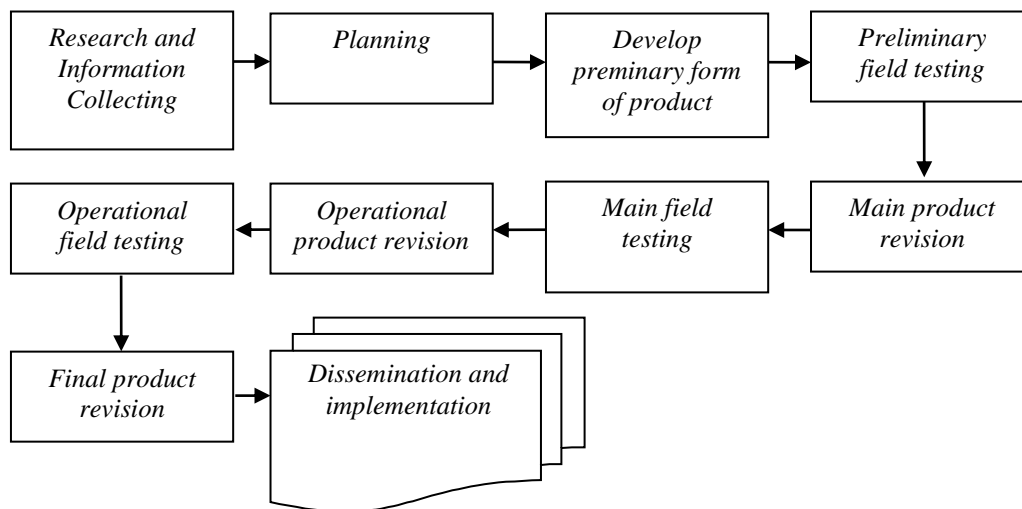 Research and
Information
Collecting
Planning
Develop
preminary form
of product
Preliminary
field testing
Main product
revision
Main field
testing
Operational
product revision
Operational
field testing
Final product
revision
Dissemination and
implementation